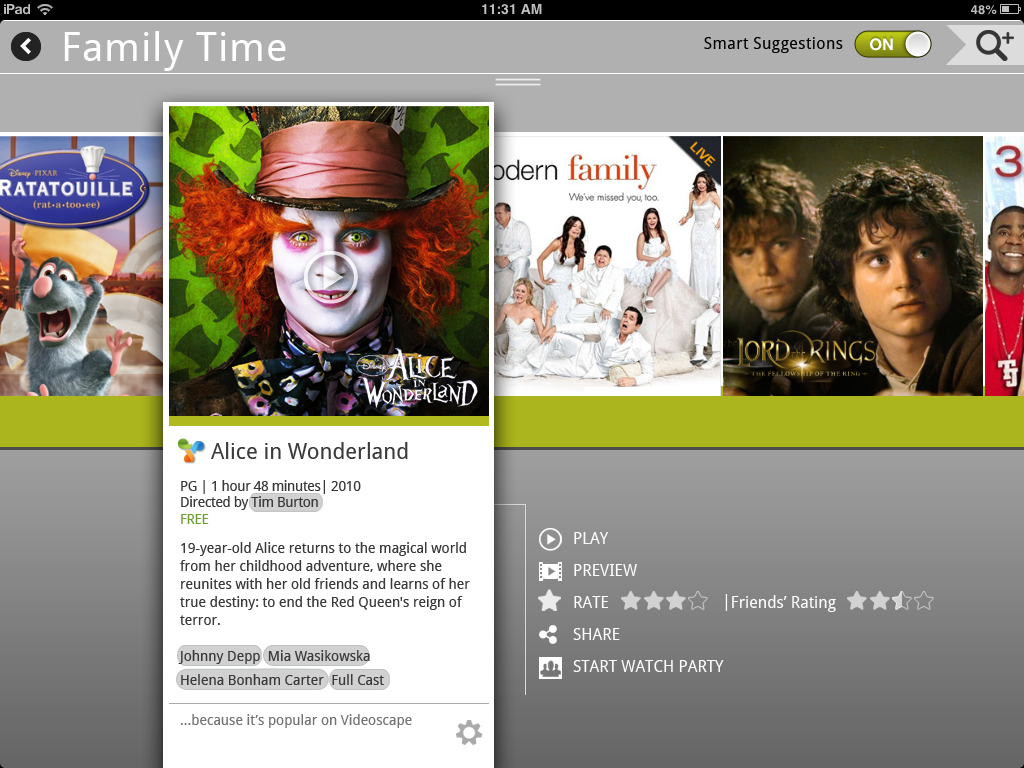 iPad 11:31 AM 48%
Family Time
Smart Suggestions ON
Disney PIXAR
RATATOUILLE
(rat•a•too•ee)
Disney
ALICE
IN
WONDERLAND
odern family
We've missed you, too.
LIVE
LORD OF THE RINGS
THE FELLOWSHIP OF THE RING
3
TJ
Alice in Wonderland
PG | 1 hour 48 minutes| 2010
Directed by Tim Burton
FREE
19-year-old Alice returns to the magical world
from her childhood adventure, where she
reunites with her old friends and learns of her
true destiny: to end the Red Queen's reign of
terror.
Johnny Depp Mia Wasikowska
Helena Bonham Carter Full Cast
...because it's popular on Videoscape
PLAY
PREVIEW
RATE |Friends' Rating
SHARE
START WATCH PARTY